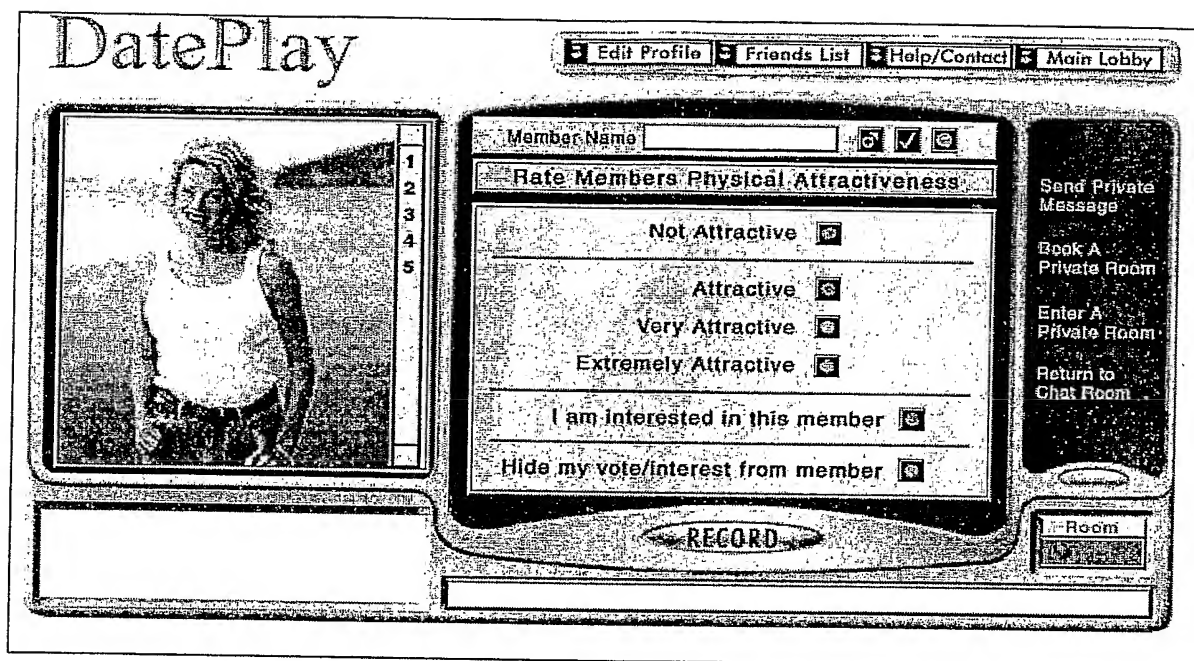 DatePlay
Edit Profile Friends List Help/Contact Main Lobby
Member Name
1
2
3
4
5
Rate Members Physical Attractiveness
Not Attractive
Attractive
Very Attractive
Extremely Attractive
I am interested in this member
Hide my vote/interest from member
RECORD
Send Private
Message
Book A
Private Room
Enter A
Private Room
Return to
Chat Room
Room